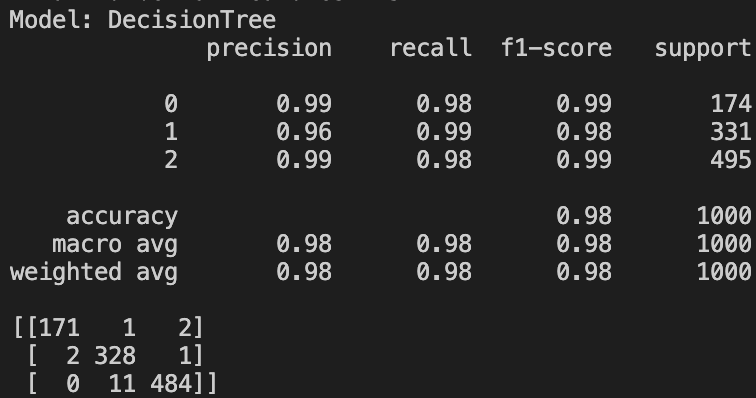 Model: DecisionTree
              precision    recall  f1-score   support

           0       0.99      0.98      0.99       174
           1       0.96      0.99      0.98       331
           2       0.99      0.98      0.99       495

    accuracy                           0.98      1000
   macro avg       0.98      0.98      0.98      1000
weighted avg       0.98      0.98      0.98      1000

[[171   1   2]
 [  2 328   1]
 [  0  11 484]]